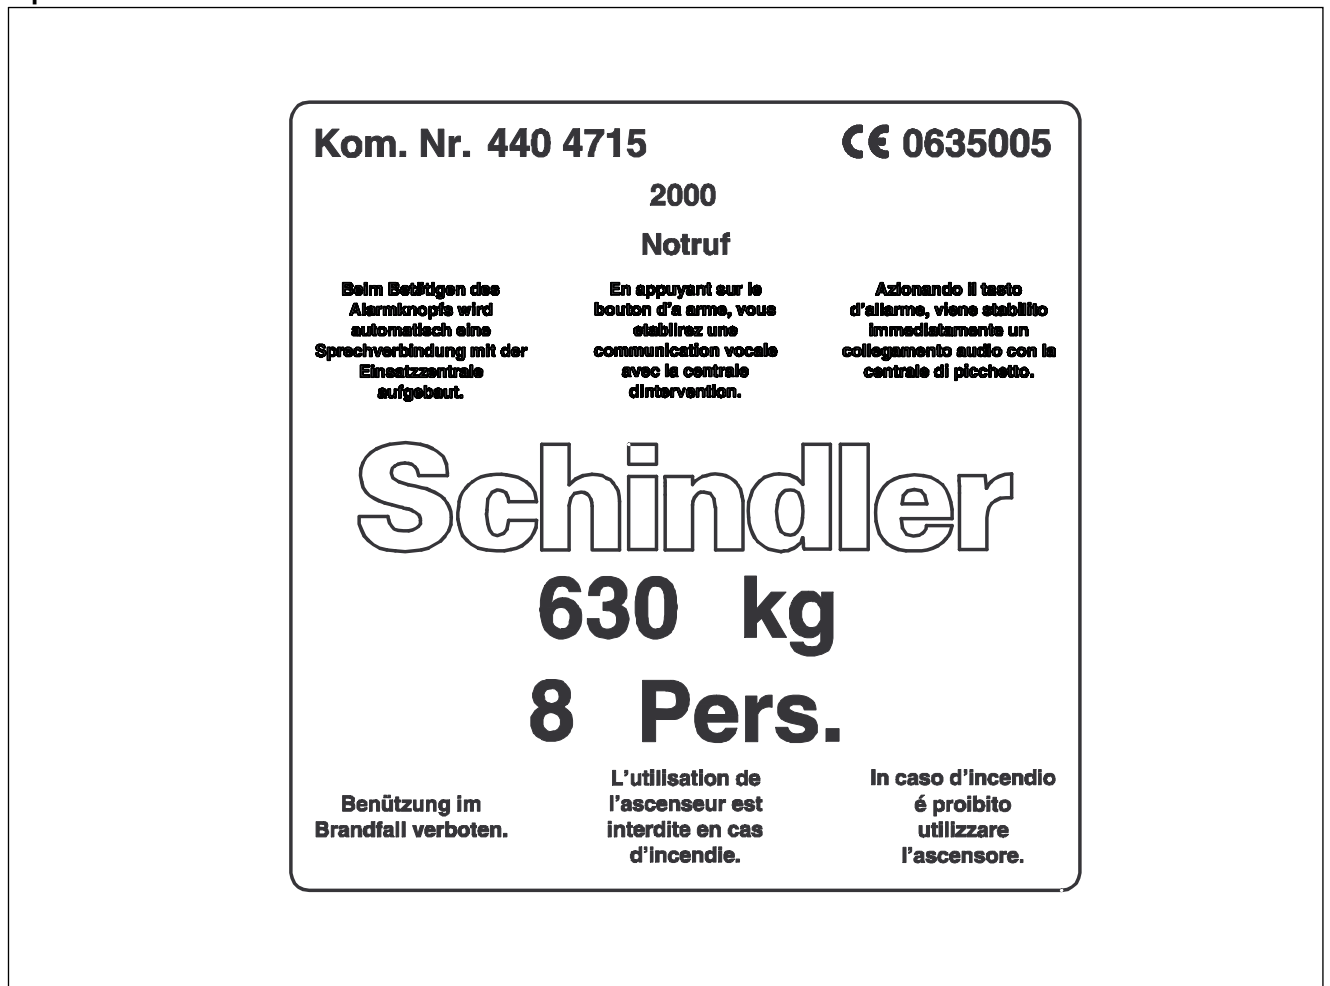 Kom. Nr. 440 4715
CE 0635005
2000
Notruf
Beim Betätigen des
Alarmknopfs wird
automatisch eine
Sprechverbindung mit der
Einsatzzentrale
aufgebaut.
En appuyant sur le
bouton d'a arme, vous
etablirez une
communication vocale
avec la centrale
dintervention.
Azionando il tasto
d'allarme, viene stabilito
immediatamente un
collegamento audio con la
centrale di picchetto.
Schindler
630 kg
8 Pers.
Benützung im
Brandfall verboten.
L'utilisation de
l'ascenseur est
interdite en cas
d'incendie.
In caso d'incendio
é proibito
utilizzare
l'ascensore.